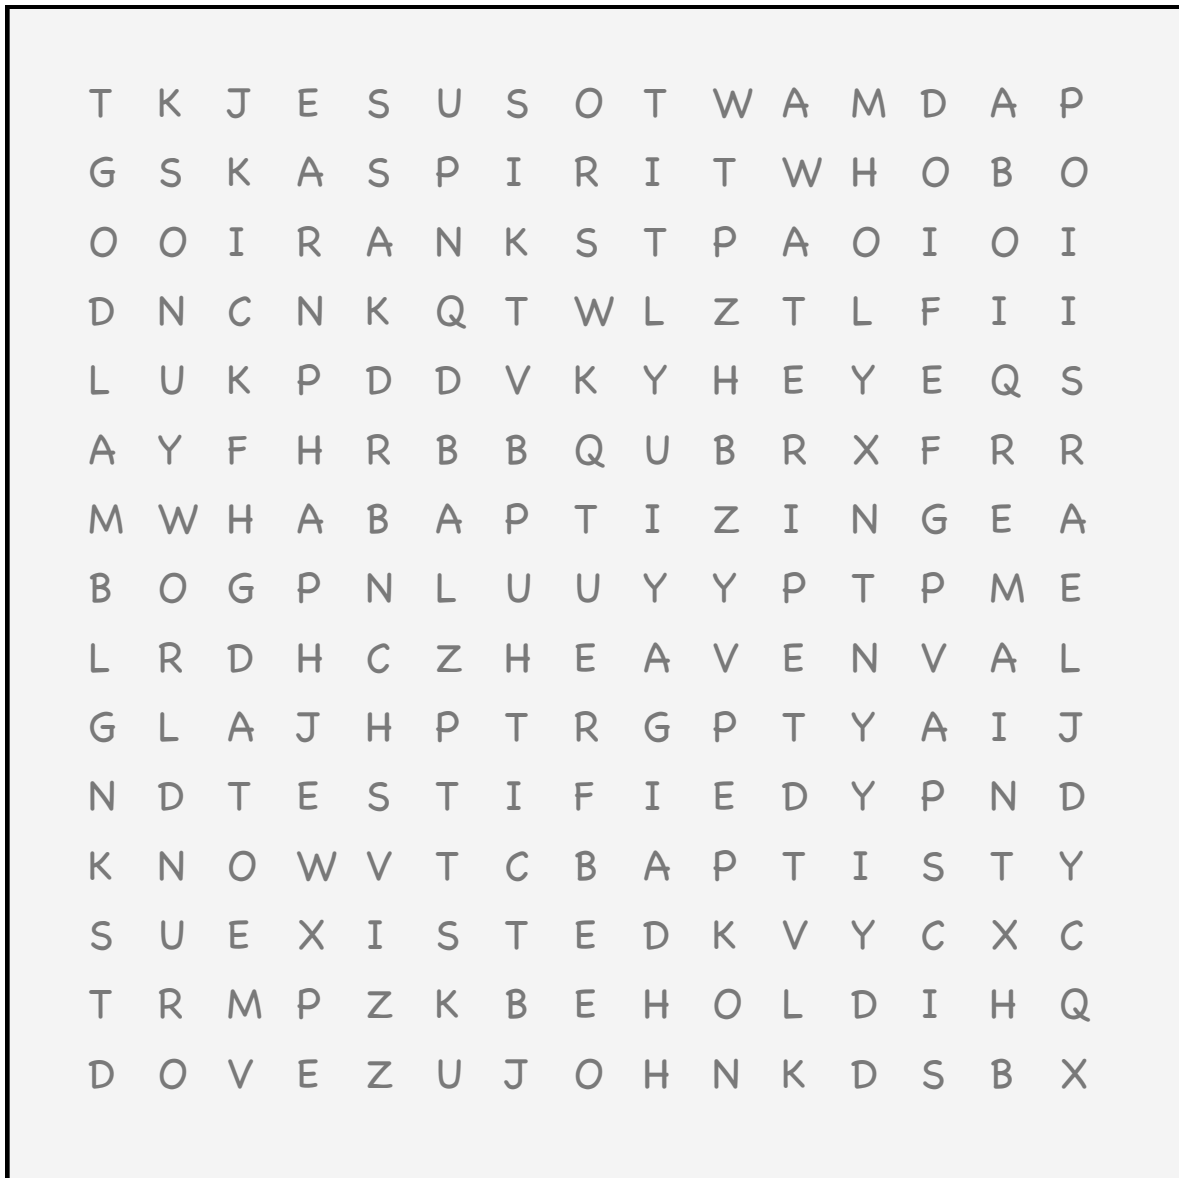 T K J E S U S O T W A M D A P
G S K A S P I R I T W H O B O
O O I R A N K S T P A O I O I
D N C N K Q T W L Z T L F I I
L U K P D D V K Y H E Y E Q S
A Y F H R B B Q U B R X F R R
M W H A B A P T I Z I N G E A
B O G P N L U U Y Y P T P M E
L R D H C Z H E A V E N V A L
G L A J H P T R G P T Y A I J
N D T E S T I F I E D Y P N D
K N O W V T C B A P T I S T Y
S U E X I S T E D K V Y C X C
T R M P Z K B E H O L D I H Q
D O V E Z U J O H N K D S B X